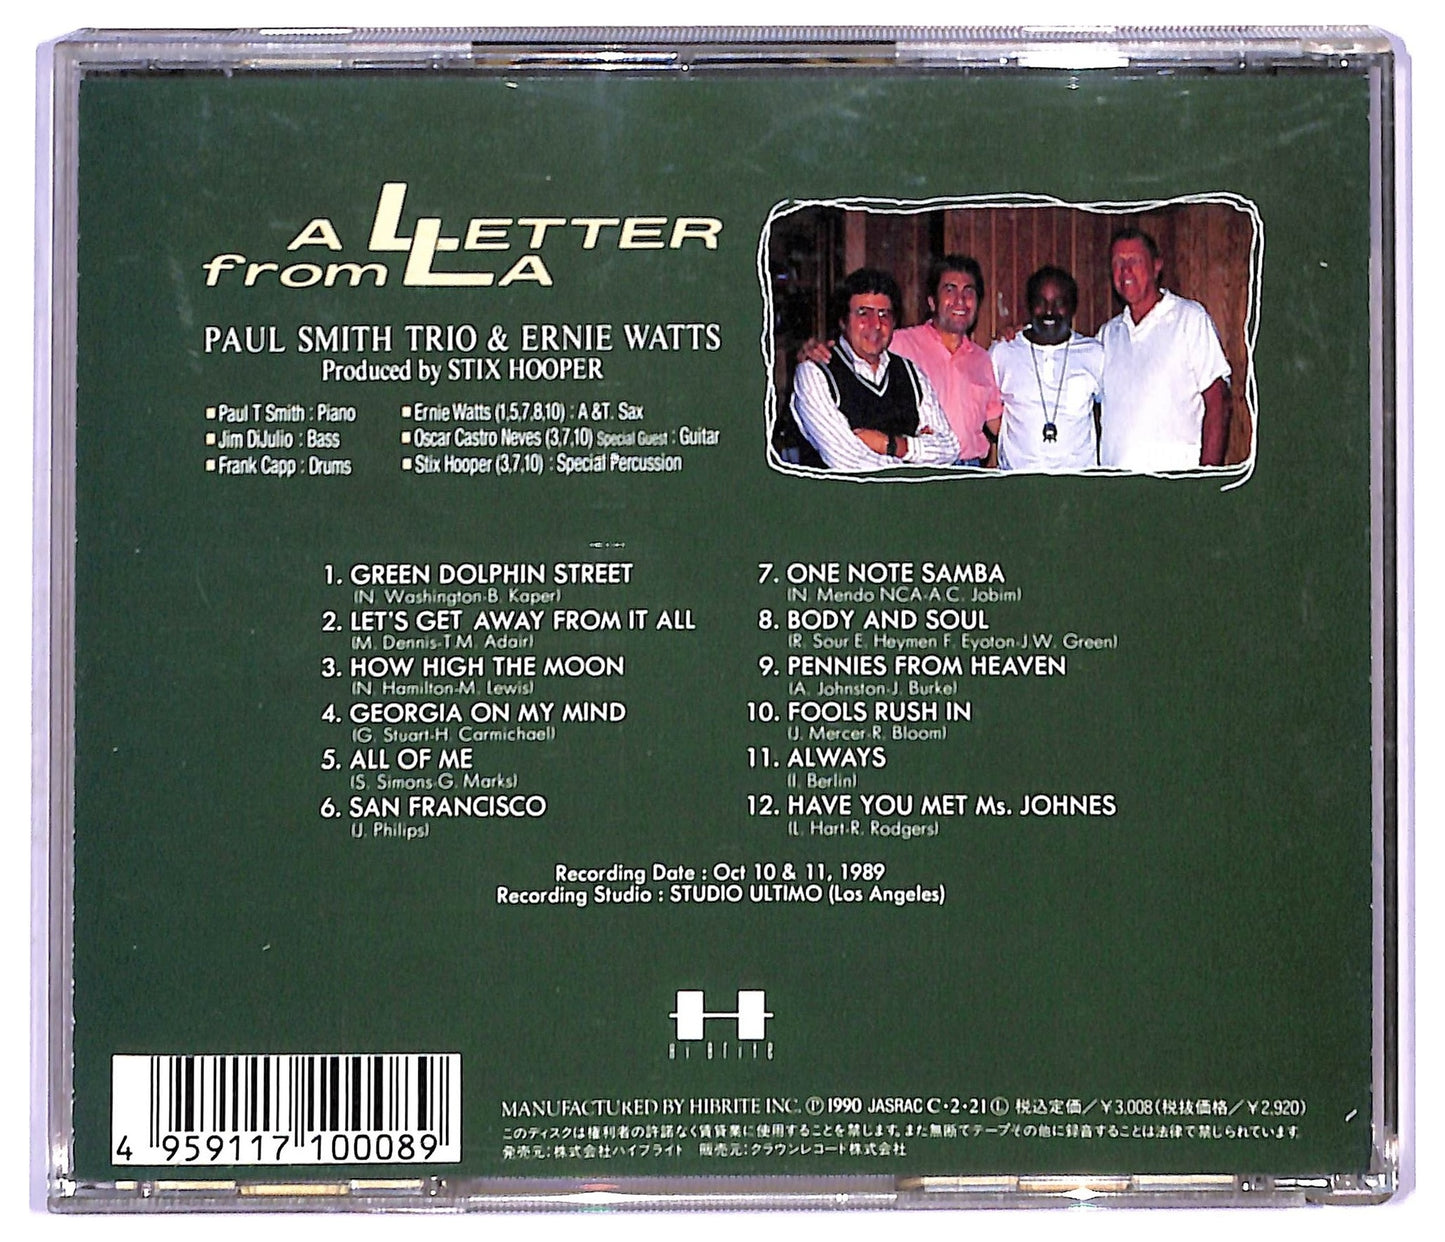 A LETTER
from LA
PAUL SMITH TRIO & ERNIE WATTS
Produced by STIX HOOPER
Paul T Smith : Piano
Jim DiJulio : Bass
Frank Capp : Drums
Ernie Watts (1,5,7,8,10) : A &T. Sax
Oscar Castro Neves (3,7,10) Special Guest : Guitar
Stix Hooper (3,7,10) : Special Percussion
1. GREEN DOLPHIN STREET
(N. Washington-B. Kaper)
2. LET'S GET AWAY FROM IT ALL
(M. Dennis-T.M. Adair)
3. HOW HIGH THE MOON
(N. Hamilton-M. Lewis)
4. GEORGIA ON MY MIND
(G. Stuart-H. Carmichael)
5. ALL OF ME
(S. Simons-G. Marks)
6. SAN FRANCISCO
(J. Philips)
7. ONE NOTE SAMBA
(N. Mendo NCA-A C. Jobim)
8. BODY AND SOUL
(R. Sour E. Heymen F. Eyoton-J.W. Green)
9. PENNIES FROM HEAVEN
(A. Johnston-J. Burke)
10. FOOLS RUSH IN
(J. Mercer-R. Bloom)
11. ALWAYS
(I. Berlin)
12. HAVE YOU MET Ms. JOHNES
(L. Hart-R. Rodgers)
Recording Date : Oct 10 & 11, 1989
Recording Studio : STUDIO ULTIMO (Los Angeles)
Hi Brite
MANUFACTURED BY HIBRITE INC. Ⓟ 1990 JASRAC C・2・21Ⓛ 税込定価/¥3,008(税抜価格/¥2,920)
このディスクは権利者の許諾なく賃貸業に使用することを禁じます。また無断でテープその他に録音することは法律で禁じられています。
発売元:株式会社ハイブライト 販売元:クラウンレコード株式会社
4 959117 100089